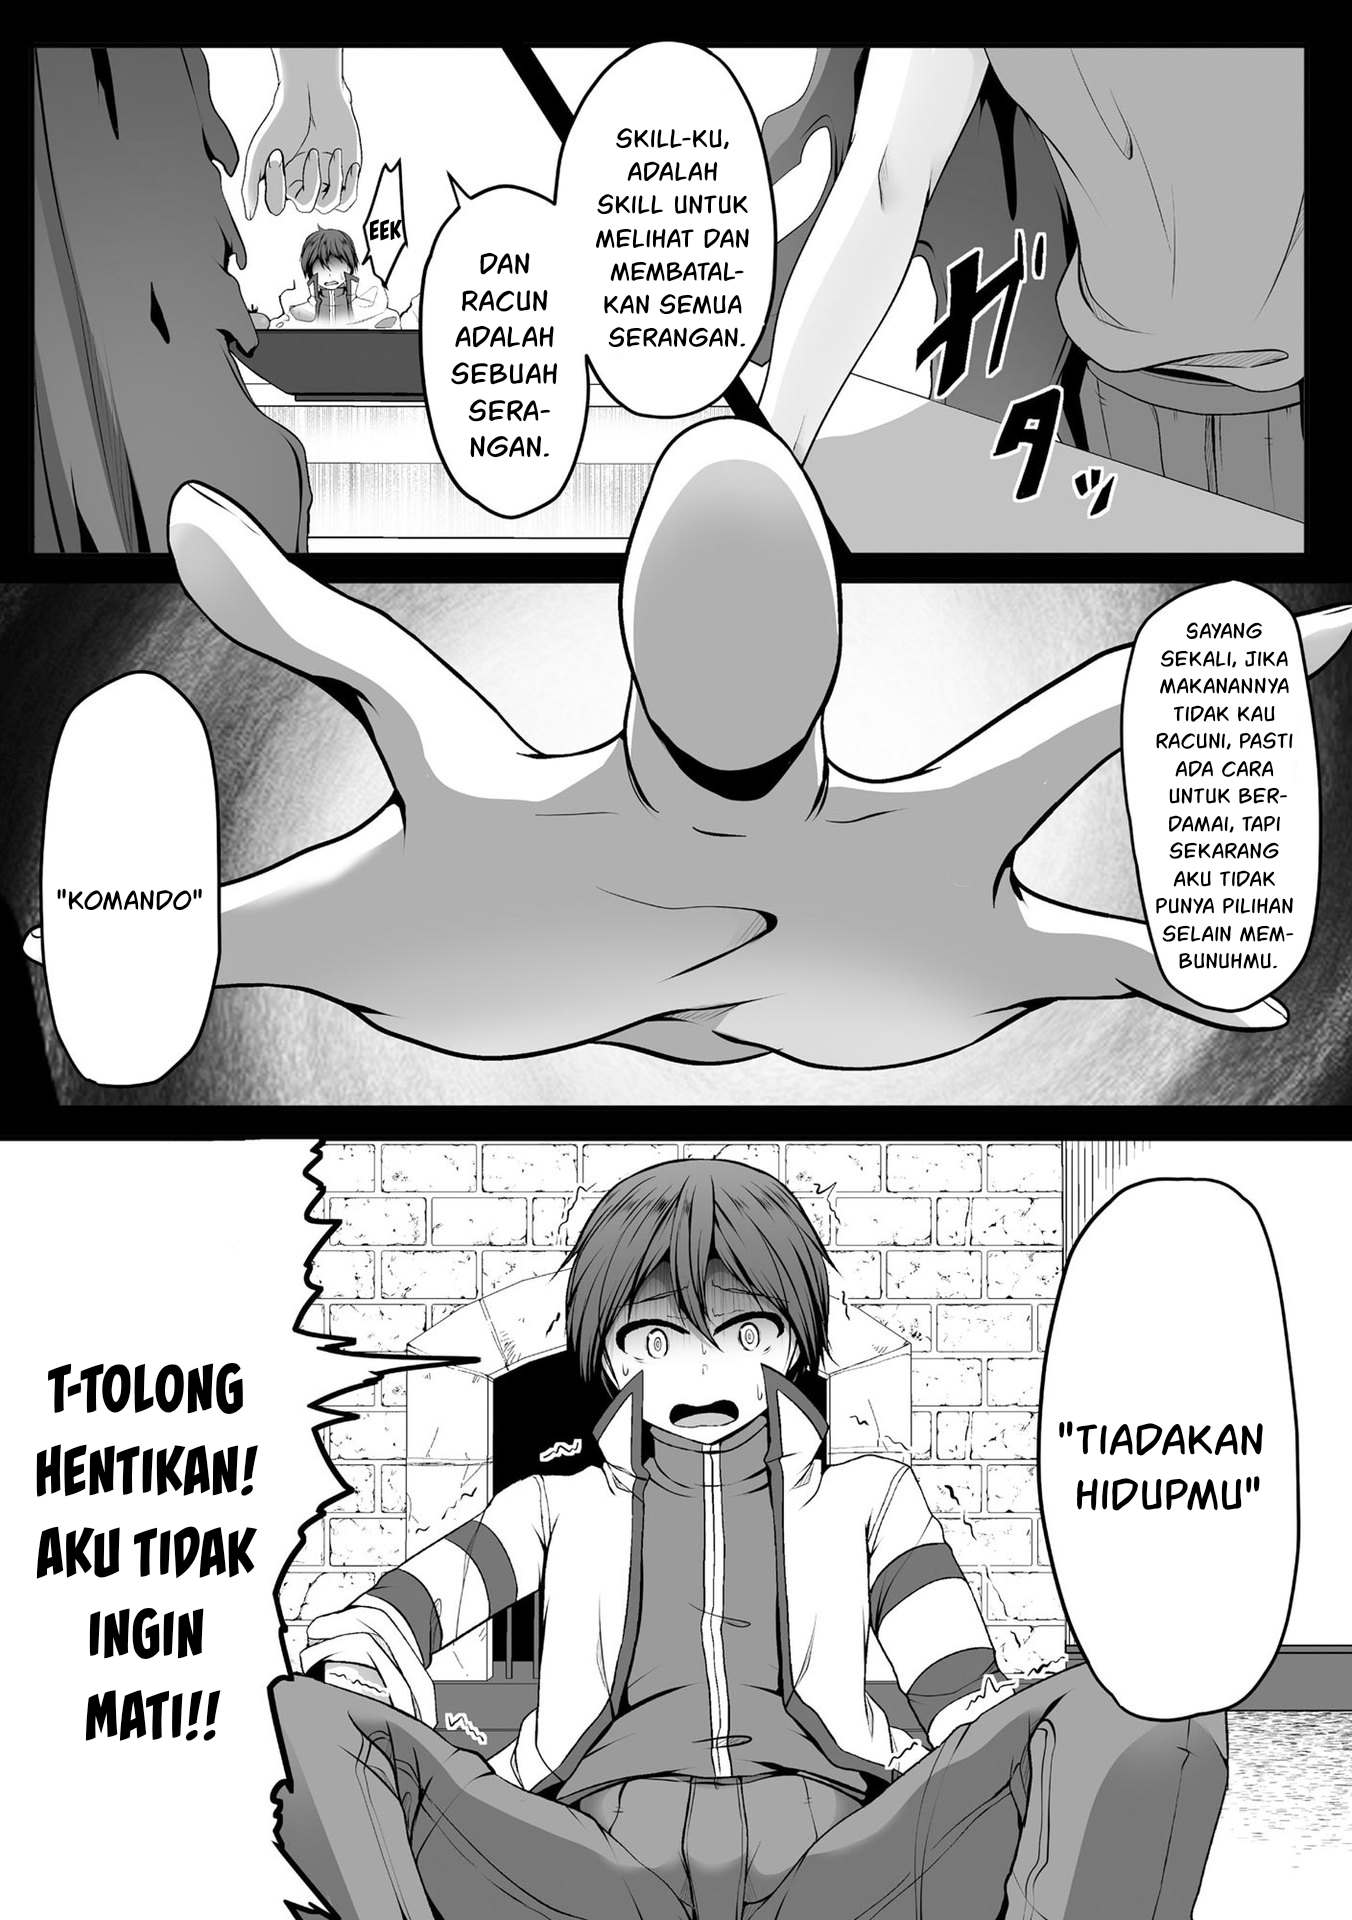 SKILL-KU,
ADALAH
SKILL UNTUK
MELIHAT DAN
MEMBATAL-
KAN SEMUA
SERANGAN.
DAN
RACUN
ADALAH
SEBUAH
SERA-
NGAN.
EEK
ガタッ
SAYANG
SEKALI, JIKA
MAKANANNYA
TIDAK KAU
RACUNI, PASTI
ADA CARA
UNTUK BER-
DAMAI, TAPI
SEKARANG
AKU TIDAK
PUNYA PILIHAN
SELAIN MEM-
BUNUHMU.
"KOMANDO"
"TIADAKAN
HIDUPMU"
T-TOLONG
HENTIKAN!
AKU TIDAK
INGIN
MATI!!